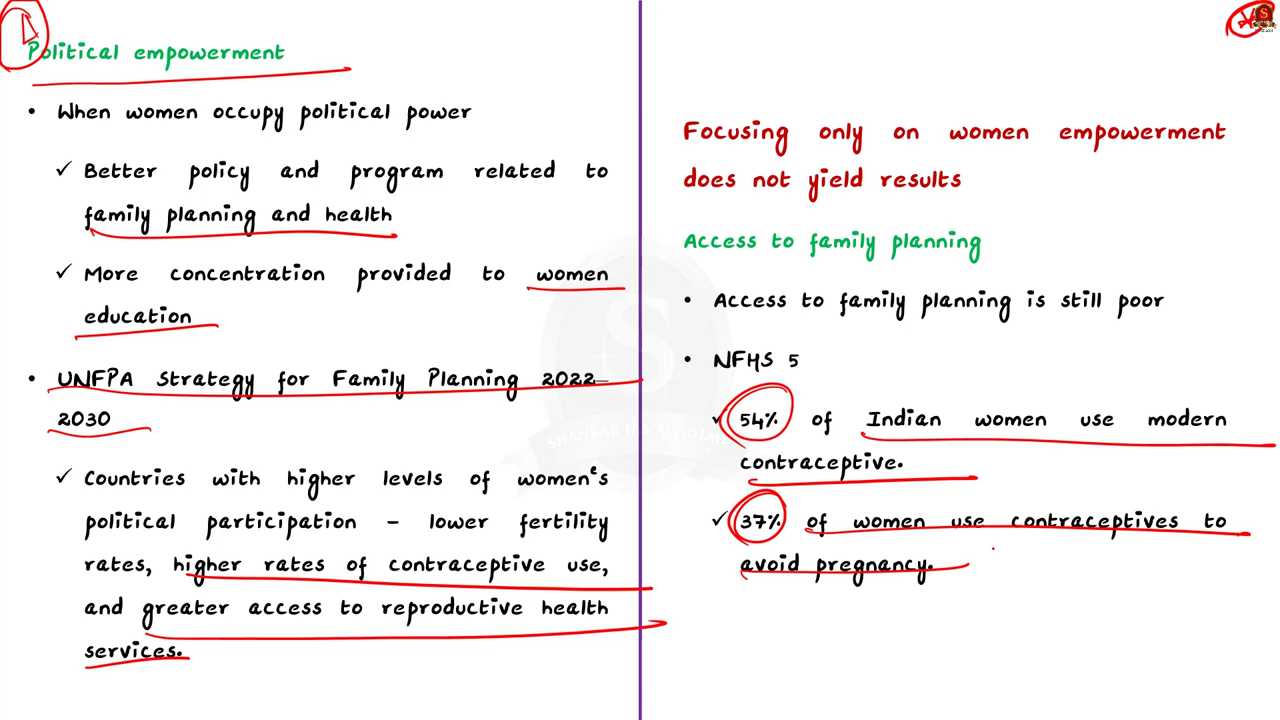 Political empowerment
• When women occupy political power
✓ Better policy and program related to
family planning and health
✓ More concentration provided to women
education
• UNFPA Strategy for Family Planning 2022-
2030
✓ Countries with higher levels of women's
political participation - lower fertility
rates, higher rates of contraceptive use,
and greater access to reproductive health
services.
Focusing only on women empowerment
does not yield results
Access to family planning
• Access to family planning is still poor
• NFHS 5
✓ 54% of Indian women use modern
contraceptive.
✓ 37% of women use contraceptives to
avoid pregnancy.
S
SHANKAR IAS ACADEMY